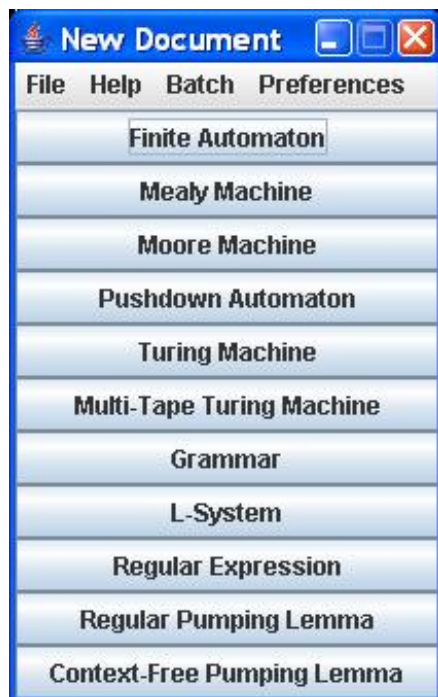 New Document
File Help Batch Preferences
Finite Automaton
Mealy Machine
Moore Machine
Pushdown Automaton
Turing Machine
Multi-Tape Turing Machine
Grammar
L-System
Regular Expression
Regular Pumping Lemma
Context-Free Pumping Lemma